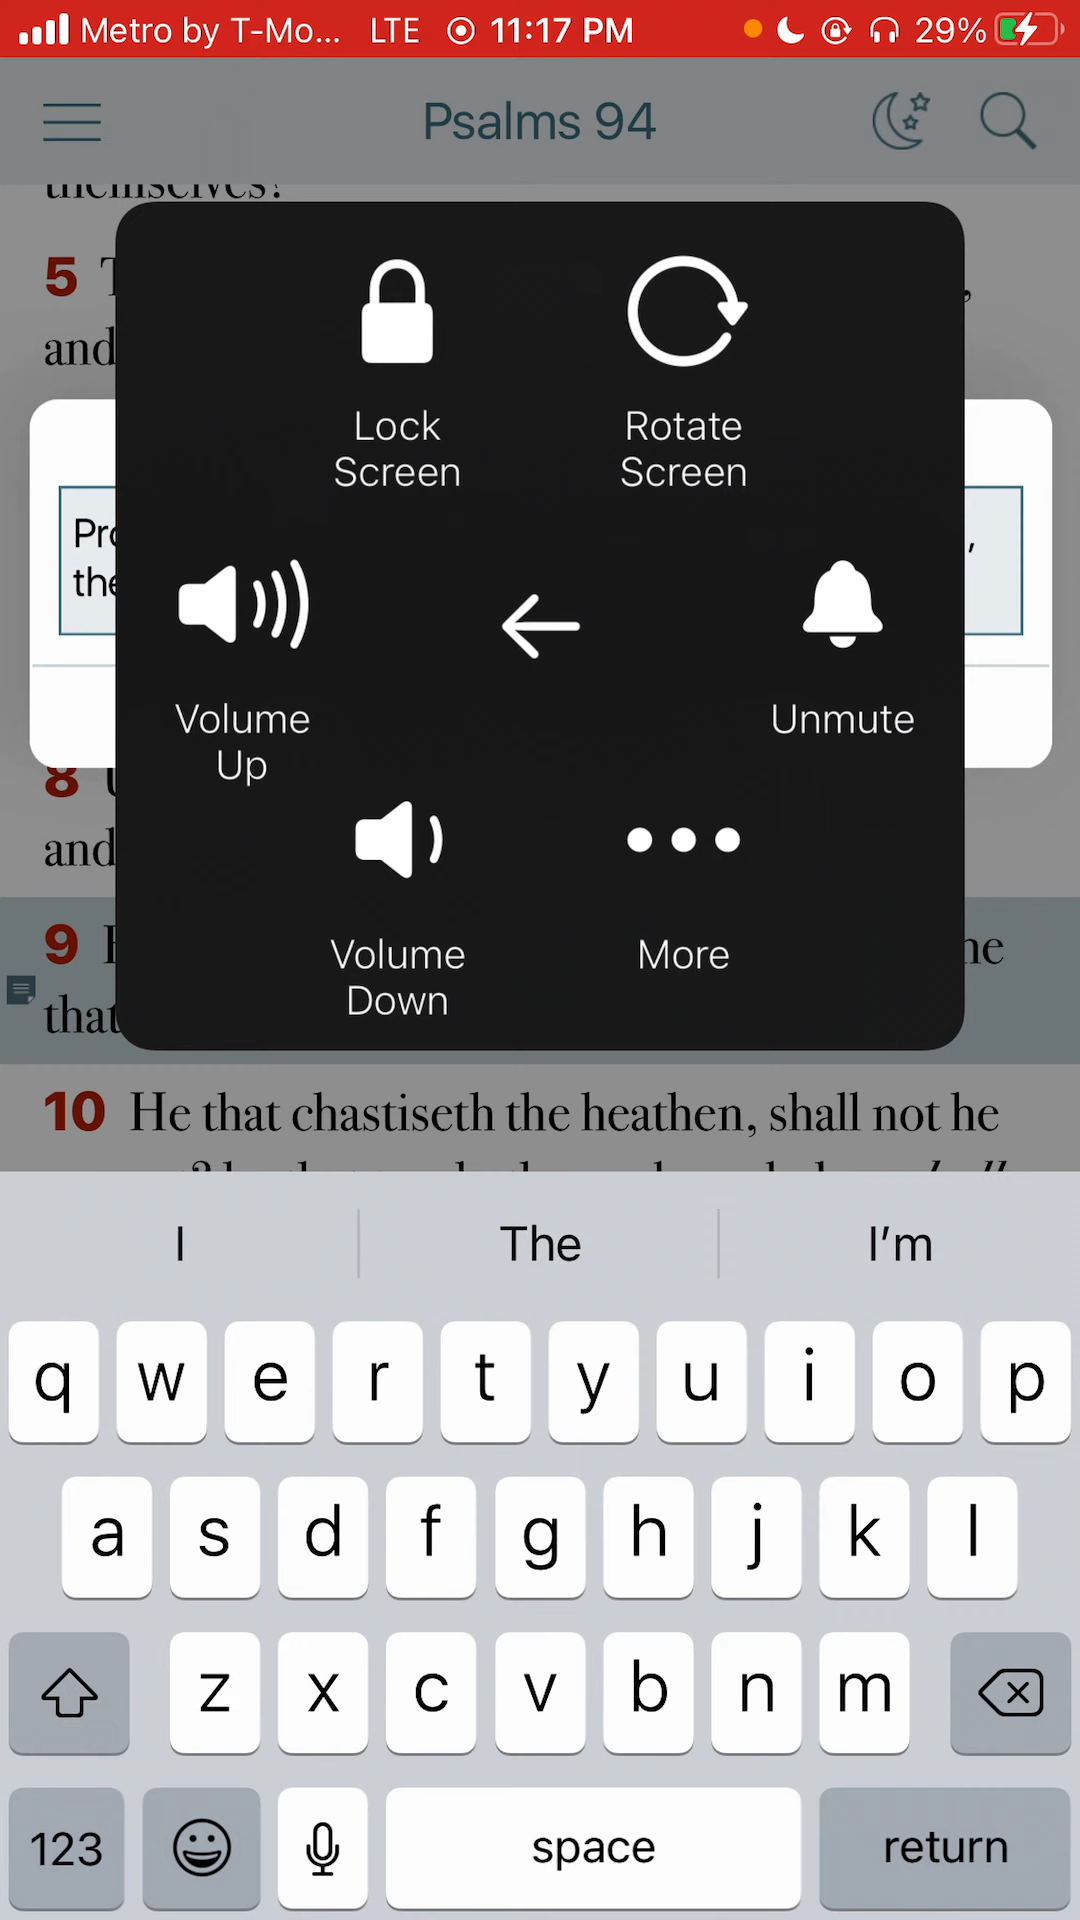 Metro by T-Mo... LTE 11:17 PM 29%
Psalms 94
themselves?
5
and
Lock Screen
Rotate Screen
the
Volume Up
Unmute
8
and
9 he
that
Volume Down
More
10 He that chastiseth the heathen, shall not he
I The I'm
q w e r t y u i o p
a s d f g h j k l
z x c v b n m
123 space return